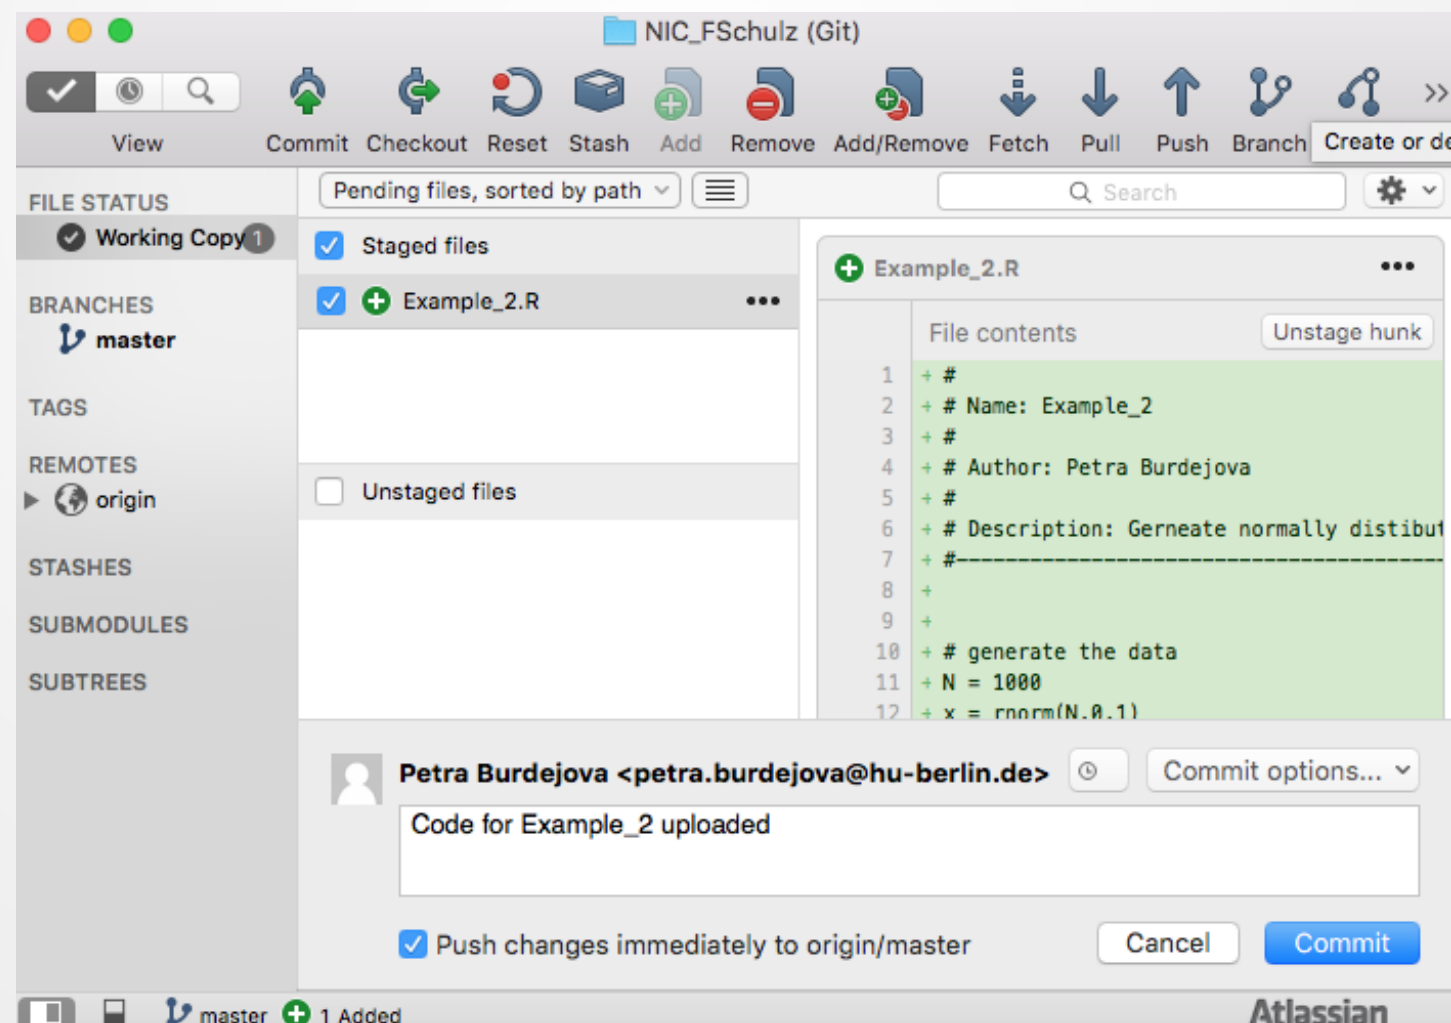 NIC_FSchulz (Git)
View Commit Checkout Reset Stash Add Remove Add/Remove Fetch Pull Push Branch Create or de
FILE STATUS
Working Copy 1
BRANCHES
master
TAGS
REMOTES
origin
STASHES
SUBMODULES
SUBTREES
Pending files, sorted by path
Search
Staged files
Example_2.R
Unstaged files
Example_2.R
File contents Unstage hunk
1 + #
2 + # Name: Example_2
3 + #
4 + # Author: Petra Burdejova
5 + #
6 + # Description: Gerneate normally distibut
7 + #------------------------------------------
8 +
9 +
10 + # generate the data
11 + N = 1000
12 + x = rnorm(N,0,1)
Petra Burdejova <petra.burdejova@hu-berlin.de> Commit options...
Code for Example_2 uploaded
Push changes immediately to origin/master Cancel Commit
master 1 Added Atlassian